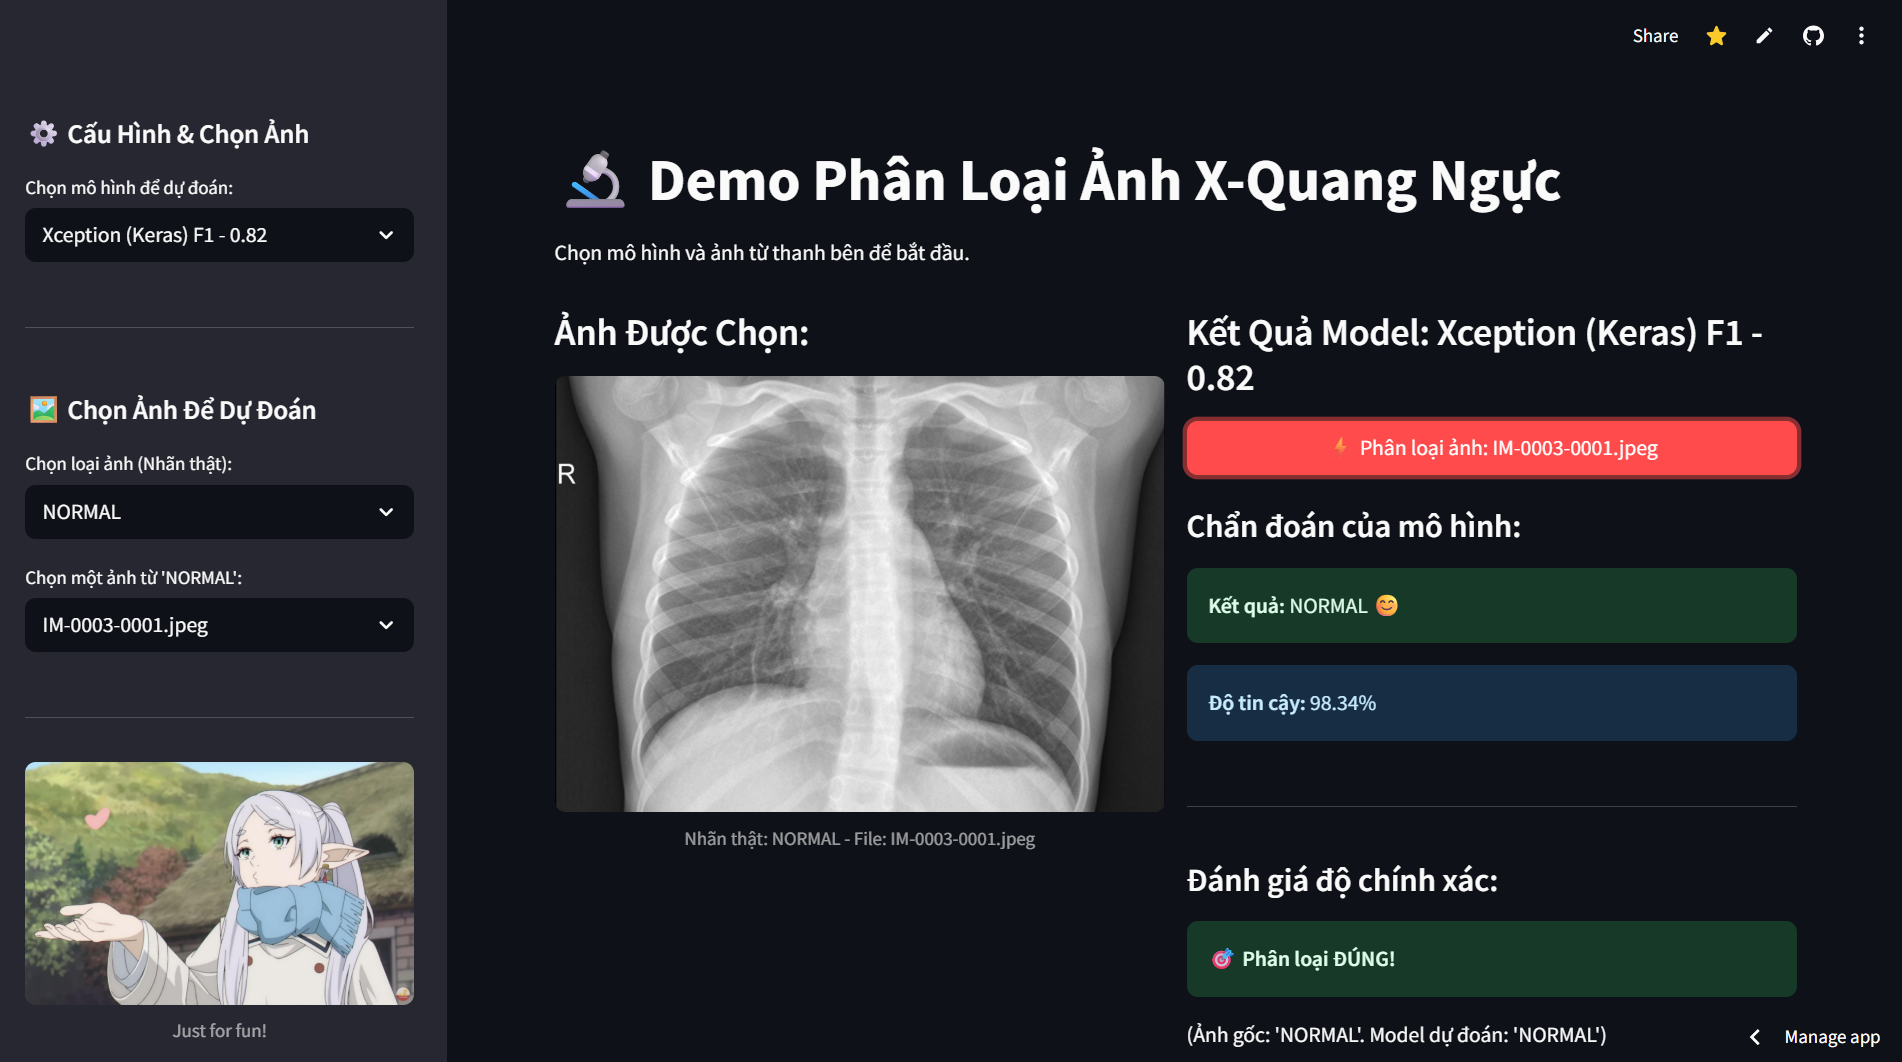 Share
⚙️ Cấu Hình & Chọn Ảnh
Chọn mô hình để dự đoán:
Xception (Keras) F1 - 0.82
🖼️ Chọn Ảnh Để Dự Đoán
Chọn loại ảnh (Nhãn thật):
NORMAL
Chọn một ảnh từ 'NORMAL':
IM-0003-0001.jpeg
Just for fun!
🔬 Demo Phân Loại Ảnh X-Quang Ngực
Chọn mô hình và ảnh từ thanh bên để bắt đầu.
Ảnh Được Chọn:
R
Nhãn thật: NORMAL - File: IM-0003-0001.jpeg
Kết Quả Model: Xception (Keras) F1 -
0.82
⚡ Phân loại ảnh: IM-0003-0001.jpeg
Chẩn đoán của mô hình:
Kết quả: NORMAL 😊
Độ tin cậy: 98.34%
Đánh giá độ chính xác:
🎯 Phân loại ĐÚNG!
(Ảnh gốc: 'NORMAL'. Model dự đoán: 'NORMAL')
Manage app